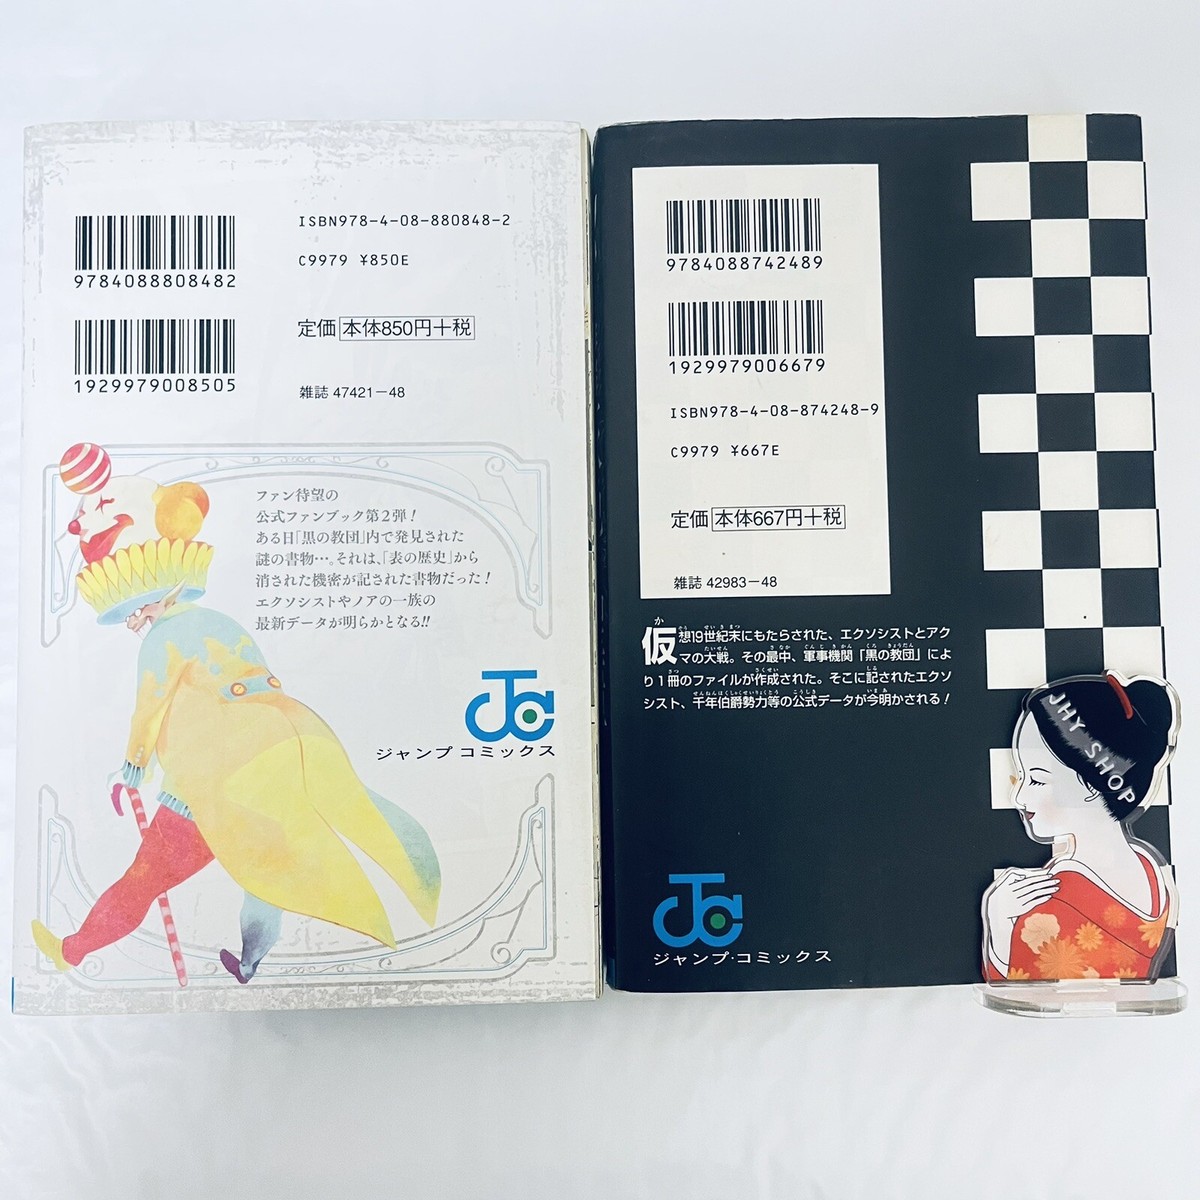 9784088808482
1929979008505
ISBN978-4-08-880848-2
C9979 ¥850E
定価 本体850円+税
雑誌 47421-48
ファン待望の
公式ファンブック第2弾!
ある日「黒の教団」内で発見された
謎の書物…。それは、「表の歴史」から
消された機密が記された書物だった!
エクソシストやノアの一族の
最新データが明らかとなる!!
JC
ジャンプ コミックス
9784088742489
1929979006679
ISBN978-4-08-874248-9
C9979 ¥667E
定価 本体667円+税
雑誌 42983-48
仮想19世紀末にもたらされた、エクソシストとアク
マの大戦。その最中、軍事機関「黒の教団」によ
り1冊のファイルが作成された。そこに記されたエクソ
シスト、千年伯爵勢力等の公式データが今明かされる!
JC
ジャンプ・コミックス
JHY SHOP